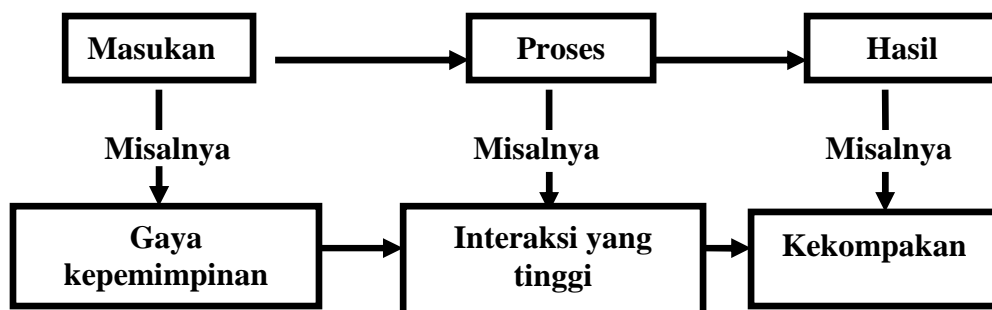 Masukan
Proses
Hasil
Misalnya
Misalnya
Misalnya
Gaya
kepemimpinan
Interaksi yang
tinggi
Kekompakan